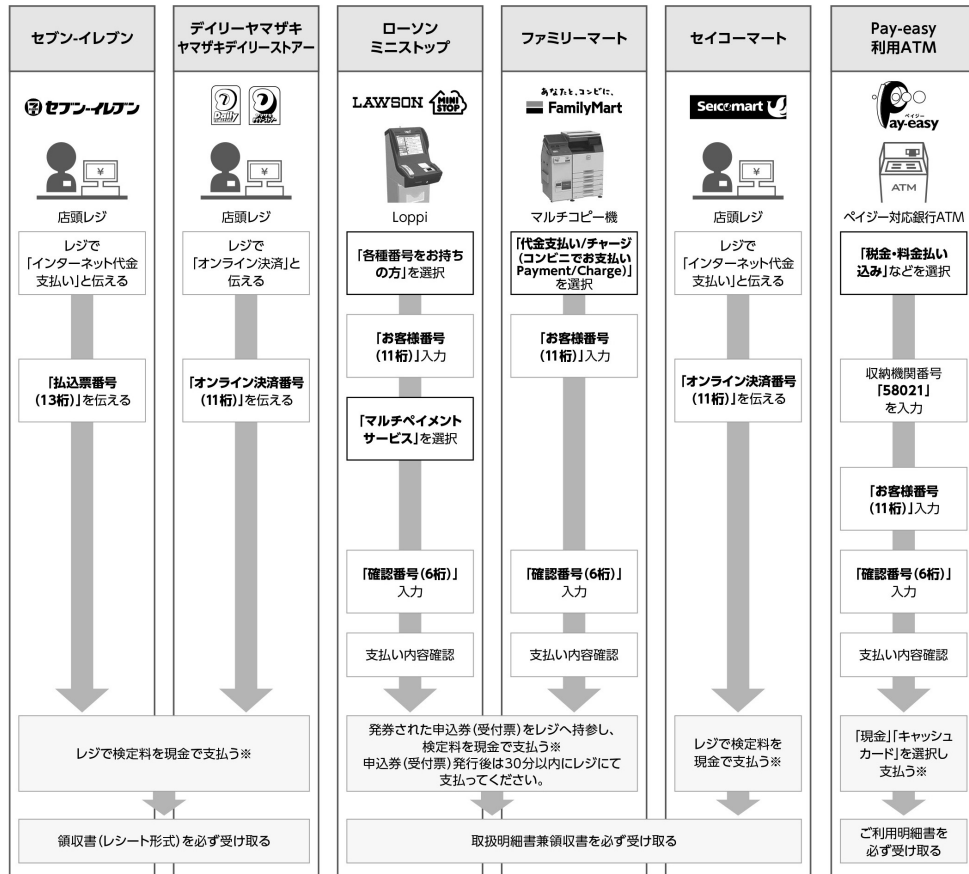 セブン-イレブン
デイリーヤマザキ
ヤマザキデイリーストアー
ローソン
ミニストップ
ファミリーマート
セイコーマート
Pay-easy
利用ATM
セブン-イレブン
Daily
LAWSON
MINI
STOP
あなたと、コンビに、
FamilyMart
Seicomart
ペイジー
Pay-easy
¥
¥
¥
ATM
店頭レジ
店頭レジ
Loppi
マルチコピー機
店頭レジ
ペイジー対応銀行ATM
レジで
「インターネット代金
支払い」と伝える
レジで
「オンライン決済」と
伝える
「各種番号をお持ち
の方」を選択
「代金支払い/チャージ
(コンビニでお支払い
Payment/Charge)」
を選択
レジで
「インターネット代金
支払い」と伝える
「税金・料金払い
込み」などを選択
「お客様番号
(11桁)」入力
「お客様番号
(11桁)」入力
「払込票番号
(13桁)」を伝える
「オンライン決済番号
(11桁)」を伝える
「オンライン決済番号
(11桁)」を伝える
収納機関番号
「58021」
を入力
「マルチペイメント
サービス」を選択
「お客様番号
(11桁)」入力
「確認番号(6桁)」
入力
「確認番号(6桁)」
入力
「確認番号(6桁)」
入力
支払い内容確認
支払い内容確認
支払い内容確認
レジで検定料を現金で支払う※
発券された申込券(受付票)をレジへ持参し、
検定料を現金で支払う※
申込券(受付票)発行後は30分以内にレジにて
支払ってください。
レジで検定料を
現金で支払う※
「現金」「キャッシュ
カード」を選択し
支払う※
領収書(レシート形式)を必ず受け取る
取扱明細書兼領収書を必ず受け取る
ご利用明細書を
必ず受け取る